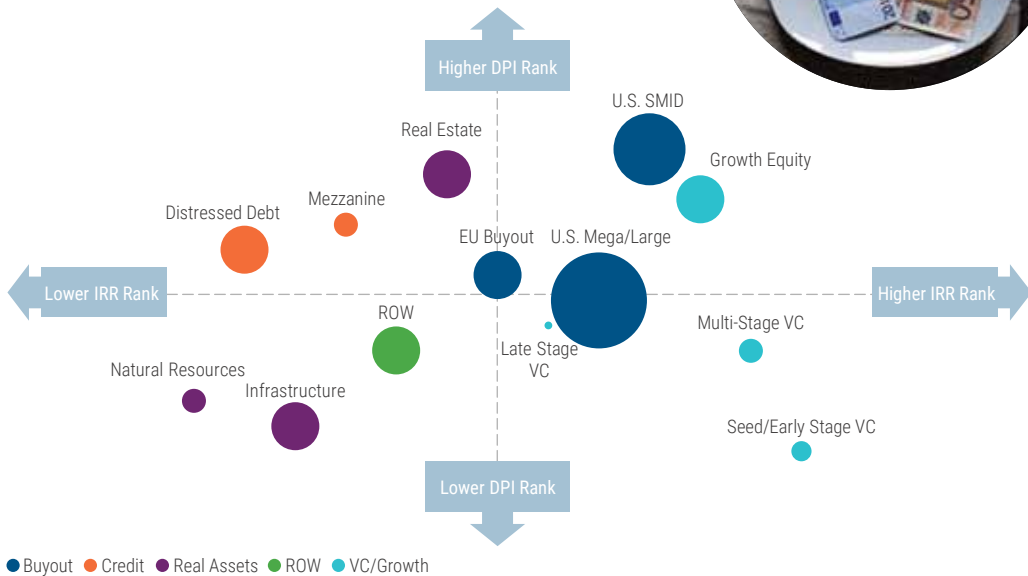 Higher DPI Rank
U.S. SMID
Real Estate
Growth Equity
Mezzanine
Distressed Debt
EU Buyout
U.S. Mega/Large
Lower IRR Rank
Higher IRR Rank
ROW
Multi-Stage VC
Late Stage
VC
Natural Resources
Infrastructure
Seed/Early Stage VC
Lower DPI Rank
Buyout
Credit
Real Assets
ROW
VC/Growth